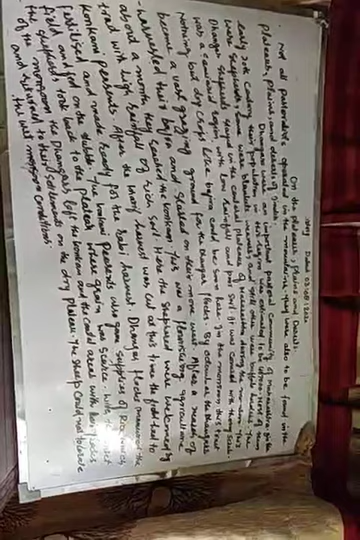 Date 03-08-2020
On the plateaus, plains and Deserts:
Not all pastoralists operated in the mountains. They were also to be found in the
Plateaus, plains and deserts of India.
Dhangars were an important pastoral community of Maharashtra. In the
early 20th century their population in this region was estimated to be 467,000. Most of them
were shepherds, some were blanket weavers, and still others were buffalo herders. The
Dhangar shepherds stayed in the central plateau of Maharashtra during the monsoon. This
was a semi-arid region with low rainfall and poor soil. It was covered with thorny scrub.
Nothing but dry crops like bajra could be sown here. In the monsoon this tract
became a vast grazing ground for the Dhangar flocks. By October the Dhangars
harvested their bajra and started on their move west. After a march of
about a month they reached the Konkan. This was a flourishing agricultural
tract with high rainfall and rich soil. Here the shepherds were welcomed by
Konkani peasants. After the kharif harvest was cut at this time, the fields had to
be fertilised and made ready for the rabi harvest. Dhangar flocks manured the
fields and fed on the stubble. The Konkani peasants also gave supplies of rice which
the shepherds took back to the plateau where grain was scarce. With the onset
of the monsoon the Dhangars left the Konkan and the coastal areas with their flocks
and returned to their settlements on the dry plateau. The sheep could not tolerate
the wet monsoon conditions.